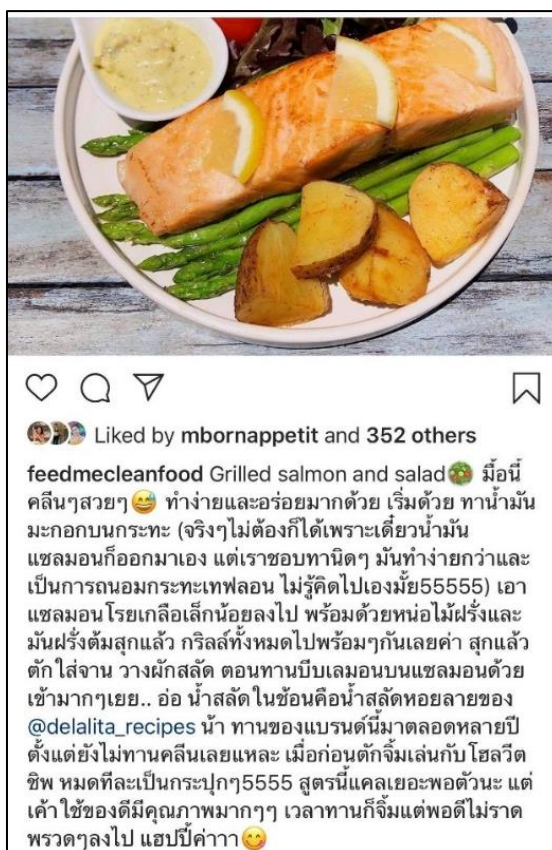 Liked by mbornappetit and 352 others
feedmecleanfood Grilled salmon and salad🥗 มื้อนี้
คลีนๆสวยๆ😅 ทำง่ายและอร่อยมากด้วย เริ่มด้วย ทาน้ำมัน
มะกอกบนกระทะ (จริงๆไม่ต้องก็ได้เพราะเดี๋ยวน้ำมัน
แซลมอนก็ออกมาเอง แต่เราชอบทานิดๆ มันทำง่ายกว่าและ
เป็นการถนอมกระทะเทฟลอน ไม่รู้คิดไปเองมั้ย55555) เอา
แซลมอนโรยเกลือเล็กน้อยลงไป พร้อมด้วยหน่อไม้ฝรั่งและ
มันฝรั่งต้มสุกแล้ว กริลล์ทั้งหมดไปพร้อมๆกันเลยค่า สุกแล้ว
ตักใส่จาน วางผักสลัด ตอนทานบีบเลมอนบนแซลมอนด้วย
เข้ามากๆเยย.. อ่อ น้ำสลัดในช้อนคือน้ำสลัดหอยลายของ
@delalita_recipes น้า ทานของแบรนด์นี้มาตลอดหลายปี
ตั้งแต่ยังไม่ทานคลีนเลยแหละ เมื่อก่อนตักจิ้มเล่นกับโฮลวีต
ชิพ หมดทีละเป็นกระปุกๆ5555 สูตรนี้แคลเยอะพอตัวนะ แต่
เค้าใช้ของดีมีคุณภาพมากๆๆ เวลาทานก็จิ้มแต่พอดีไม่ราด
พรวดๆลงไป แฮปปี้ค่าาา😋